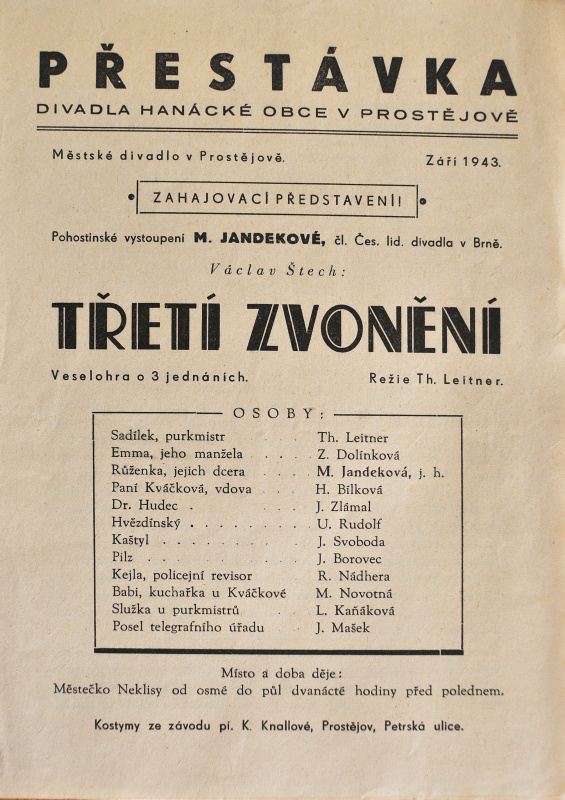 PŘESTÁVKA
DIVADLA HANÁCKÉ OBCE V PROSTĚJOVĚ
Městské divadlo v Prostějově. Září 1943.
ZAHAJOVACÍ PŘEDSTAVENÍ!
Pohostinské vystoupení M. JANDEKOVÉ, čl. Čes. lid. divadla v Brně.
Václav Štech:
TŘETÍ ZVONĚNÍ
Veselohra o 3 jednáních. Režie Th. Leitner.
OSOBY:
Sadílek, purkmistr . . Th. Leitner
Emma, jeho manžela . . . . . Z. Dolínková
Růženka, jejich dcera . . . . M. Jandeková, j. h.
Paní Kváčková, vdova . . . H. Bílková
Dr. Hudec . . . . . . . J. Zlámal
Hvězdínský . . . . . . . . U. Rudolf
Kaštyl . . . . . . . . . J. Svoboda
Pilz . . . . . . . . . . J. Borovec
Kejla, policejní revisor R. Nádhera
Babi, kuchařka u Kváčkové M. Novotná
Služka u purkmistrů . . L. Kaňáková
Posel telegrafního úřadu . . J. Mašek
Místo a doba děje:
Městečko Neklisy od osmé do půl dvanácté hodiny před polednem.
Kostymy ze závodu pí. K. Knallové, Prostějov, Petrská ulice.